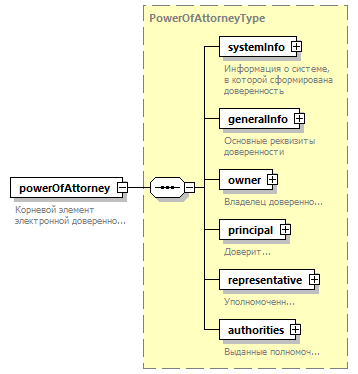 PowerOfAttorneyType
systemInfo
Информация о системе,
в которой сформирована
доверенность
generalInfo
Основные реквизиты
доверенности
owner
Владелец доверенно...
powerOfAttorney
Корневой элемент
электронной доверенно...
principal
Доверит...
representative
Уполномоченн...
authorities
Выданные полномоч...